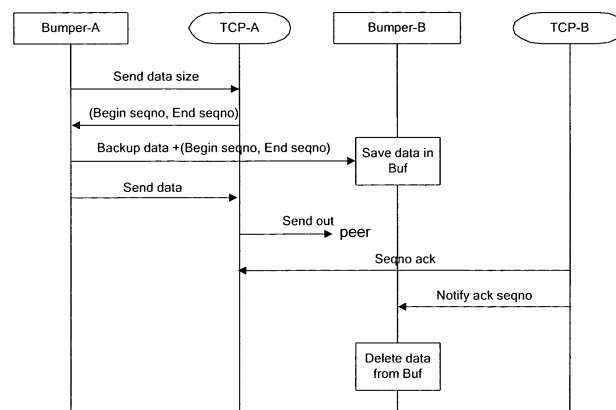 Bumper-A
TCP-A
Bumper-B
TCP-B
Send data size
(Begin seqno, End seqno)
Backup data +(Begin seqno, End seqno)
Save data in
Buf
Send data
Send out
peer
Seqno ack
Notify ack seqno
Delete data
from Buf